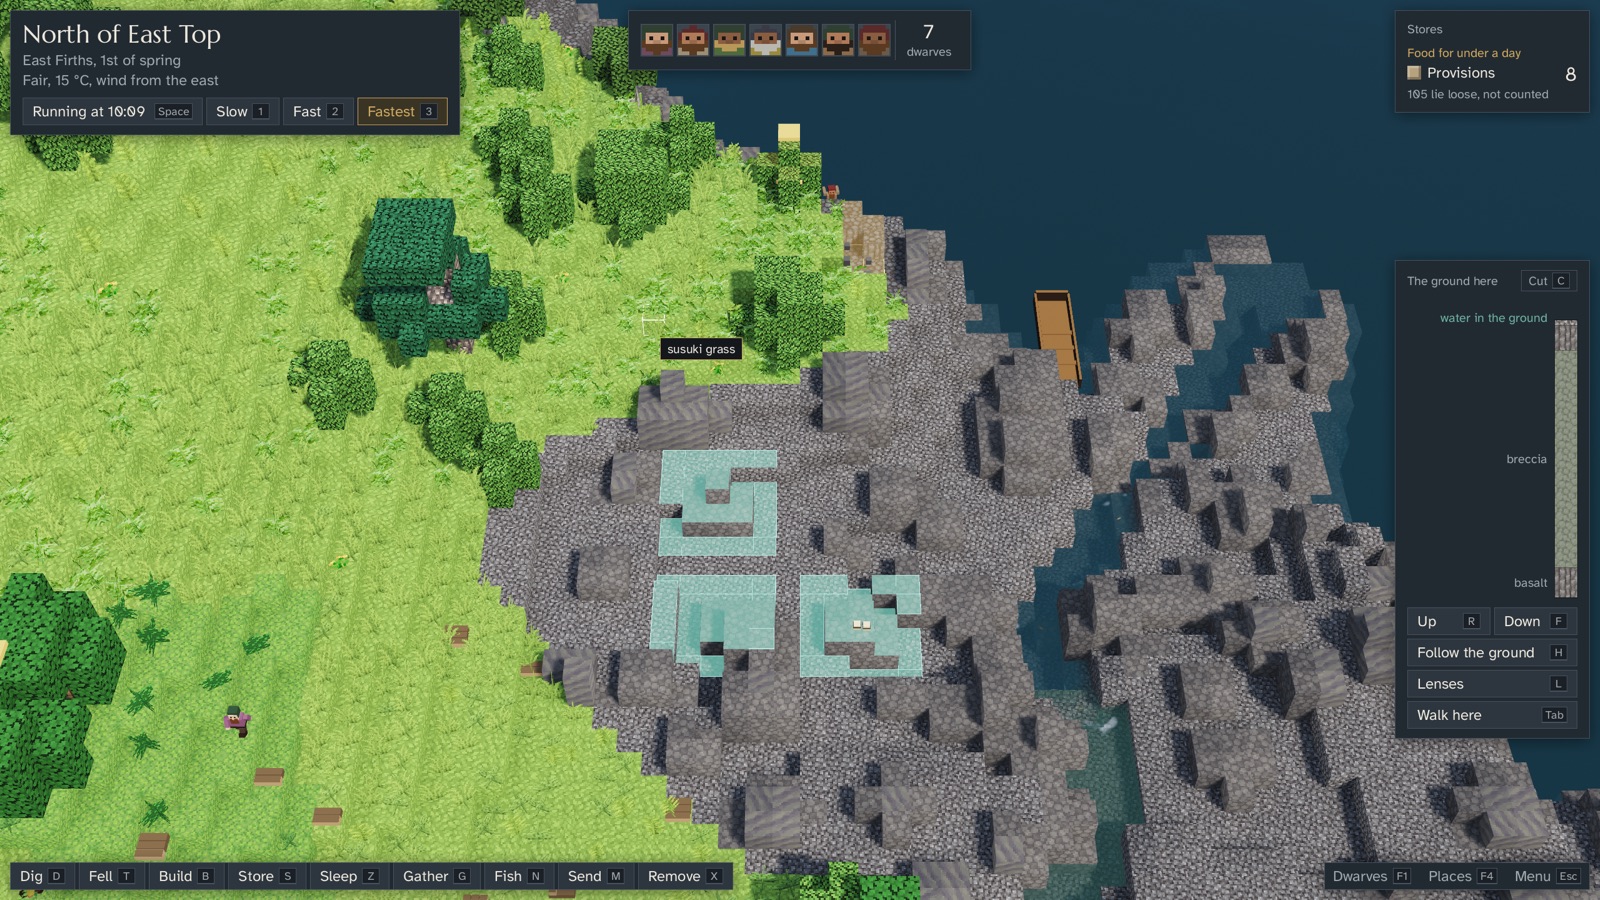 North of East Top
East Firths, 1st of spring
Fair, 15 °C, wind from the east
Running at 10:09 Space
Slow 1
Fast 2
Fastest 3
7
dwarves
Stores
Food for under a day
Provisions 8
105 lie loose, not counted
susuki grass
The ground here
Cut C
water in the ground
breccia
basalt
Up R
Down F
Follow the ground H
Lenses L
Walk here Tab
Dig D
Fell T
Build B
Store S
Sleep Z
Gather G
Fish N
Send M
Remove X
Dwarves F1
Places F4
Menu Esc